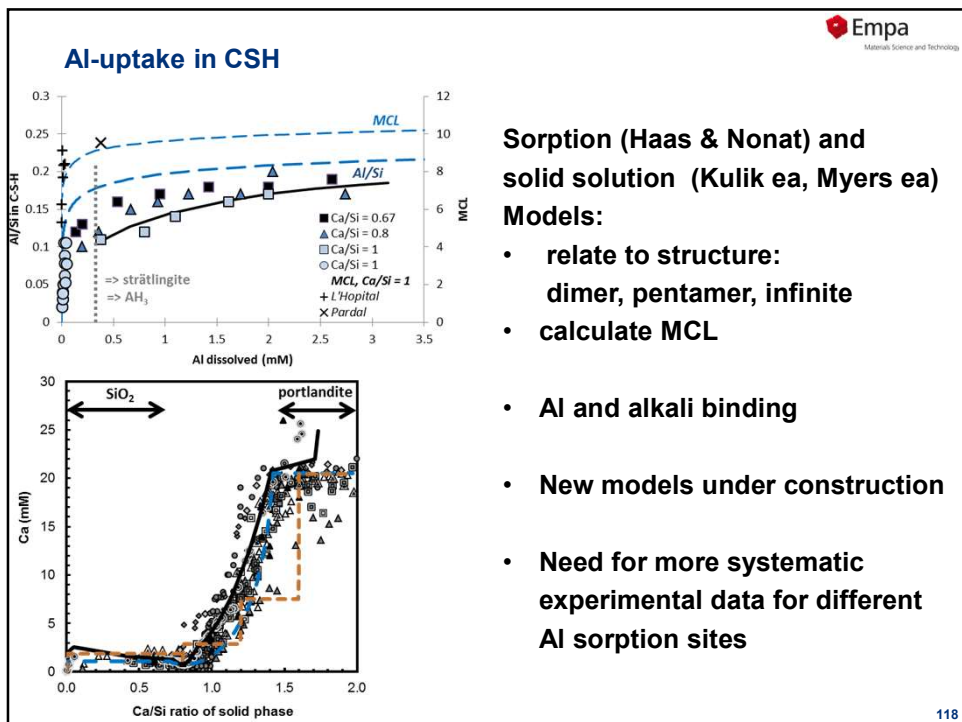 Empa
Materials Science and Technology
Al-uptake in CSH
0.3
0.25
0.2
0.15
0.1
0.05
0
Al/Si in C-S-H
12
10
8
6
4
2
0
MCL
MCL
Al/Si
Ca/Si = 0.67
Ca/Si = 0.8
Ca/Si = 1
Ca/Si = 1
MCL, Ca/Si = 1
+ L'Hopital
× Pardal
=> strätlingite
=> AH3
0 0.5 1 1.5 2 2.5 3 3.5
Al dissolved (mM)
30
25
20
15
10
5
0
Ca (mM)
SiO2
portlandite
0.0 0.5 1.0 1.5 2.0
Ca/Si ratio of solid phase
Sorption (Haas & Nonat) and
solid solution (Kulik ea, Myers ea)
Models:
• relate to structure:
dimer, pentamer, infinite
• calculate MCL
• Al and alkali binding
• New models under construction
• Need for more systematic
experimental data for different
Al sorption sites
118